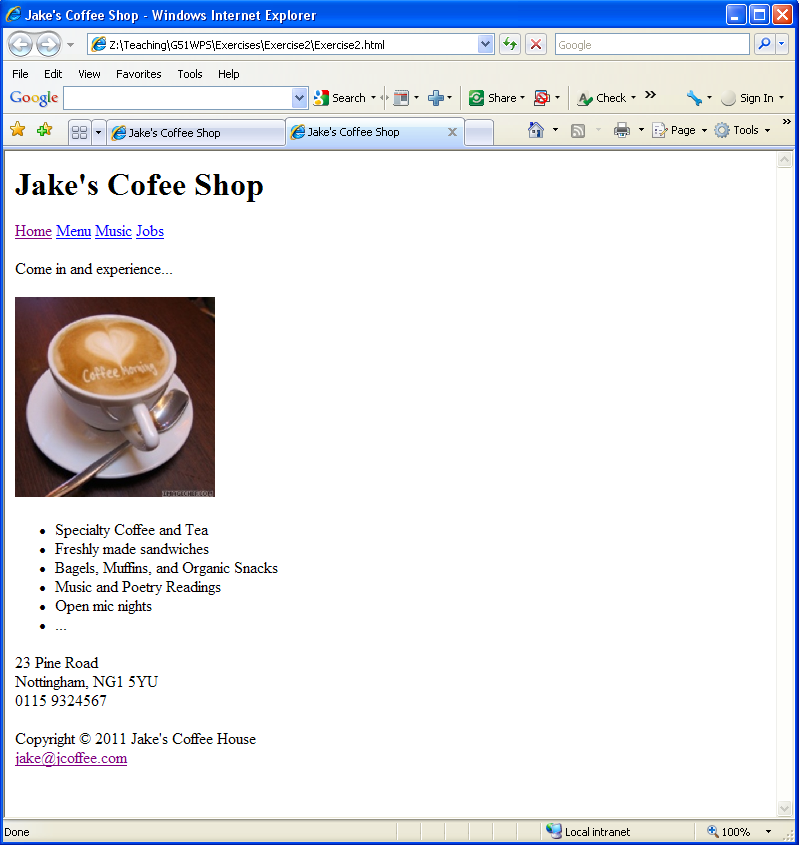 Jake's Coffee Shop - Windows Internet Explorer
Z:\Teaching\G51WPS\Exercises\Exercise2\Exercise2.html
Google
File Edit View Favorites Tools Help
Google Search Share Check Sign In
Jake's Coffee Shop Jake's Coffee Shop Page Tools
Jake's Cofee Shop
Home Menu Music Jobs
Come in and experience...
Coffee Morning
Specialty Coffee and Tea
Freshly made sandwiches
Bagels, Muffins, and Organic Snacks
Music and Poetry Readings
Open mic nights
...
23 Pine Road
Nottingham, NG1 5YU
0115 9324567
Copyright © 2011 Jake's Coffee House
jake@jcoffee.com
Done Local intranet 100%